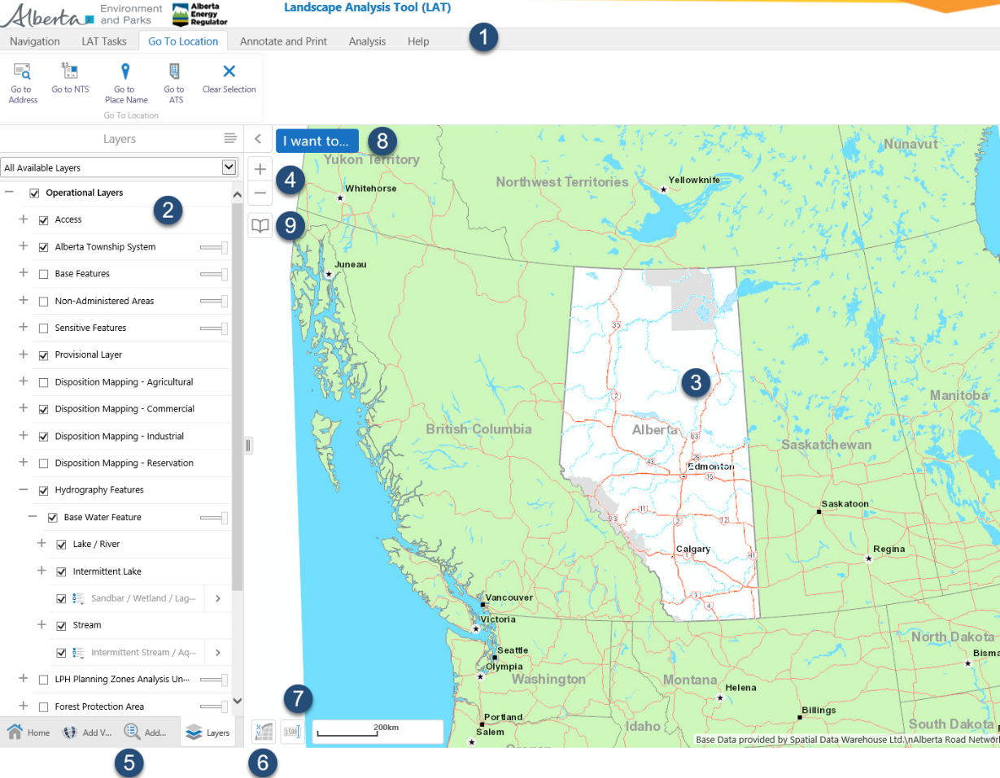 Alberta
Environment
and Parks
Alberta
Energy
Regulator
Landscape Analysis Tool (LAT)
Navigation
LAT Tasks
Go To Location
Annotate and Print
Analysis
Help
1
Go to
Address
Go to NTS
Go to
Place Name
Go to
ATS
Clear Selection
Go To Location
Layers
I want to...
8
All Available Layers
4
Operational Layers
2
9
Access
Alberta Township System
Base Features
Non-Administered Areas
Sensitive Features
Provisional Layer
Disposition Mapping - Agricultural
Disposition Mapping - Commercial
Disposition Mapping - Industrial
Disposition Mapping - Reservation
Hydrography Features
Base Water Feature
Lake / River
Intermittent Lake
Sandbar / Wetland / Lag...
Stream
Intermittent Stream / Aq...
LPH Planning Zones Analysis Un...
Forest Protection Area
Yukon Territory
Northwest Territories
Nunavut
Yellowknife
Whitehorse
Juneau
35
3
2
British Columbia
Alberta
63
Saskatchewan
Manitoba
43
28
Edmonton
16
11
93
2
12
Saskatoon
Calgary
1
41
Regina
3
4
Vancouver
Victoria
Seattle
Olympia
Washington
Montana
Helena
North Dakota
Bisma
Billings
Portland
Salem
Idaho
South Dakota
Oregon
7
200km
Base Data provided by Spatial Data Warehouse Ltd.\nAlberta Road Network
Home
Add V...
Add...
Layers
X
Y
1:500
5
6